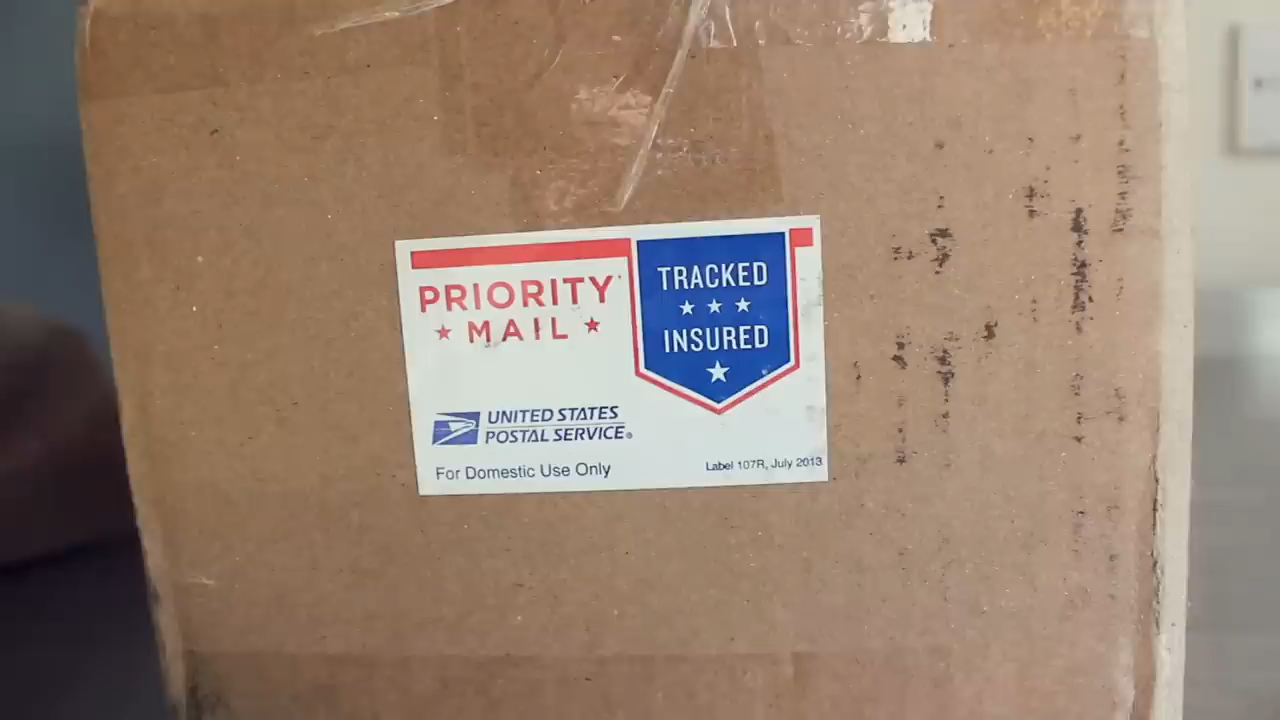 PRIORITY
★ MAIL ★
TRACKED
★ ★ ★
INSURED
★
UNITED STATES
POSTAL SERVICE®
For Domestic Use Only
Label 107R, July 2013